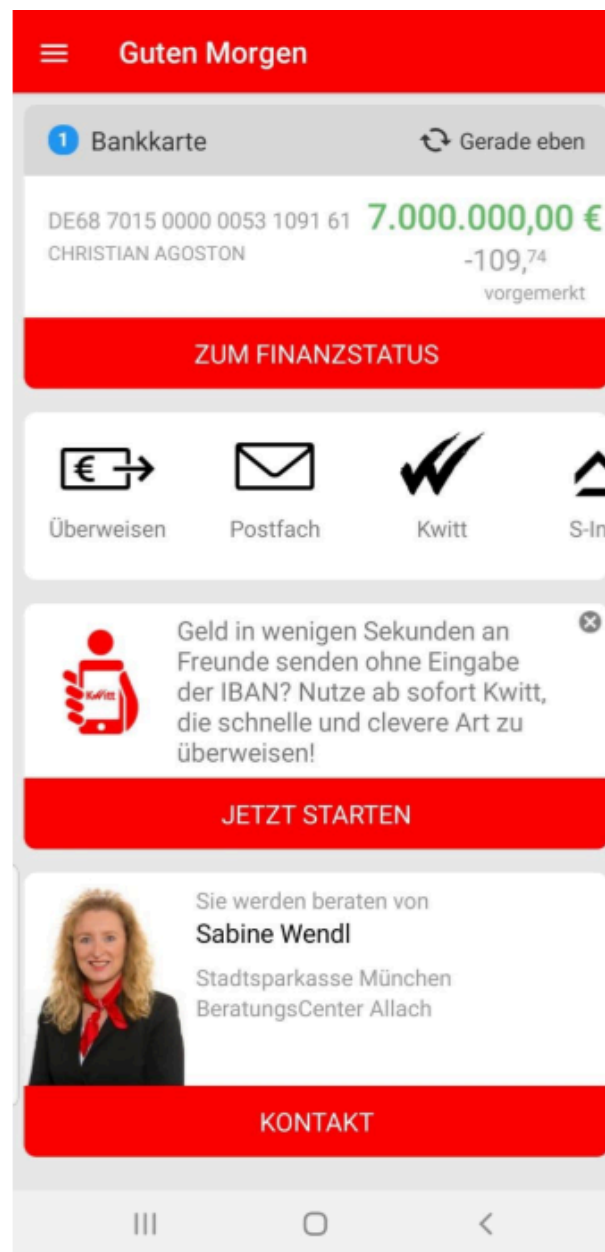 Guten Morgen
1 Bankkarte Gerade eben
DE68 7015 0000 0053 1091 61 7.000.000,00 €
CHRISTIAN AGOSTON -109,74
vorgemerkt
ZUM FINANZSTATUS
€
Überweisen Postfach Kwitt S-In
Geld in wenigen Sekunden an
Freunde senden ohne Eingabe
der IBAN? Nutze ab sofort Kwitt,
die schnelle und clevere Art zu
überweisen!
Kwitt
JETZT STARTEN
Sie werden beraten von
Sabine Wendl
Stadtsparkasse München
BeratungsCenter Allach
KONTAKT